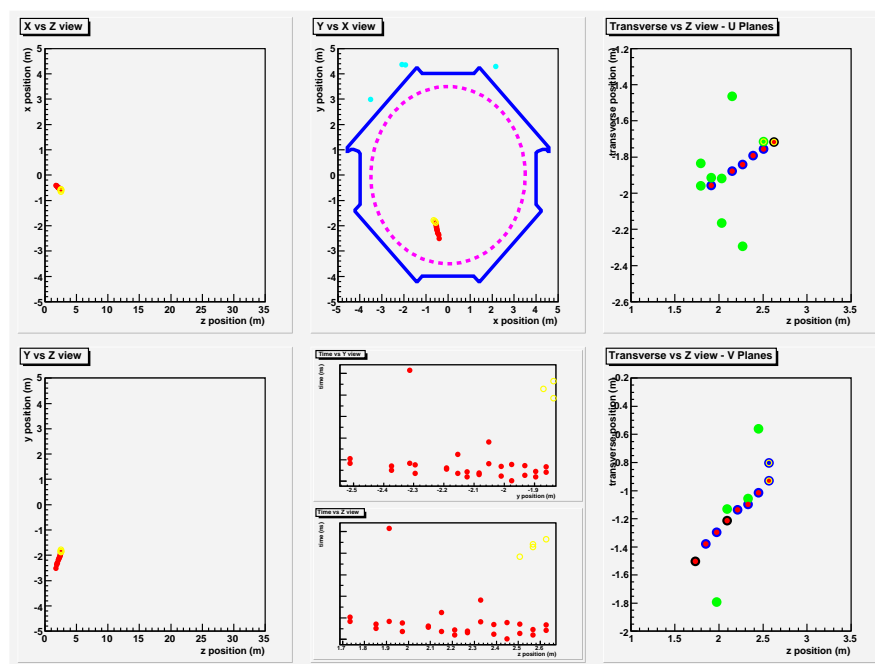 X vs Z view
x position (m)
5
4
3
2
1
0
-1
-2
-3
-4
-5
0 5 10 15 20 25 30 35
z position (m)
Y vs X view
y position (m)
5
4
3
2
1
0
-1
-2
-3
-4
-5
-5 -4 -3 -2 -1 0 1 2 3 4 5
x position (m)
Transverse vs Z view - U Planes
transverse position (m)
-1.2
-1.4
-1.6
-1.8
-2
-2.2
-2.4
-2.6
1 1.5 2 2.5 3 3.5
z position (m)
Y vs Z view
y position (m)
5
4
3
2
1
0
-1
-2
-3
-4
-5
0 5 10 15 20 25 30 35
z position (m)
Time vs Y view
time (ns)
-2.5 -2.4 -2.3 -2.2 -2.1 -2 -1.9
y position (m)
Time vs Z view
time (ns)
1.7 1.8 1.9 2 2.1 2.2 2.3 2.4 2.5 2.6
z position (m)
Transverse vs Z view - V Planes
transverse position (m)
-0.2
-0.4
-0.6
-0.8
-1
-1.2
-1.4
-1.6
-1.8
-2
1 1.5 2 2.5 3 3.5
z position (m)